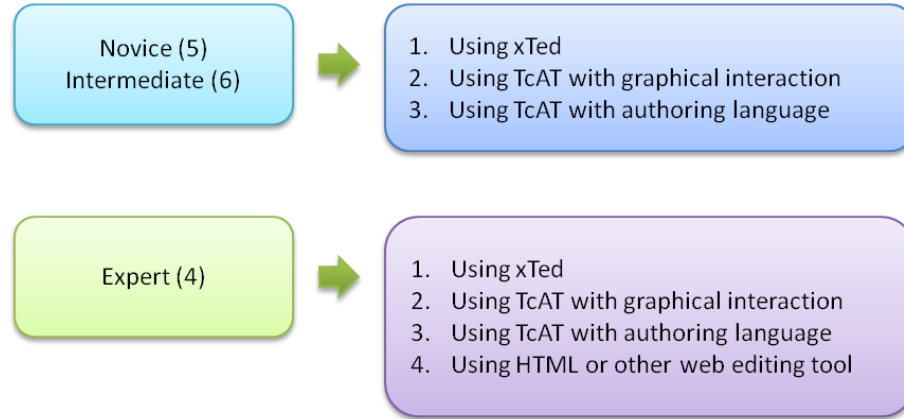 Novice (5)
Intermediate (6)
1. Using xTed
2. Using TcAT with graphical interaction
3. Using TcAT with authoring language
Expert (4)
1. Using xTed
2. Using TcAT with graphical interaction
3. Using TcAT with authoring language
4. Using HTML or other web editing tool